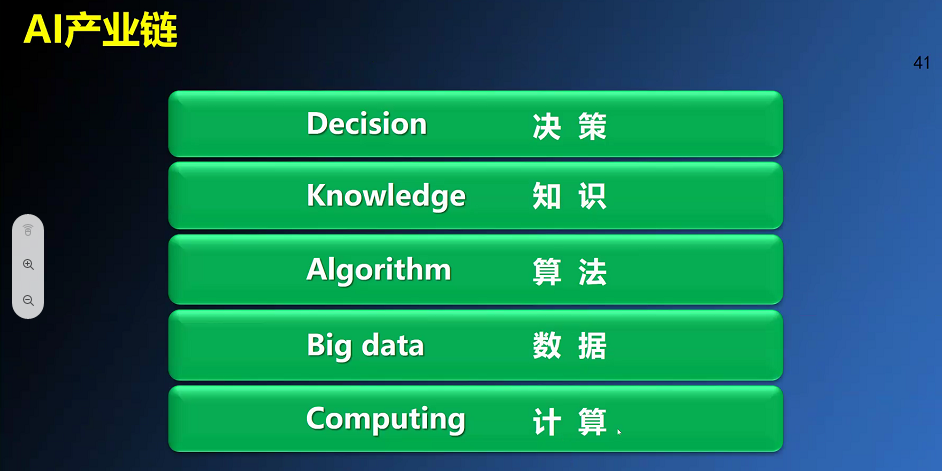 AI产业链
41
Decision 决 策
Knowledge 知 识
Algorithm 算 法
Big data 数 据
Computing 计 算